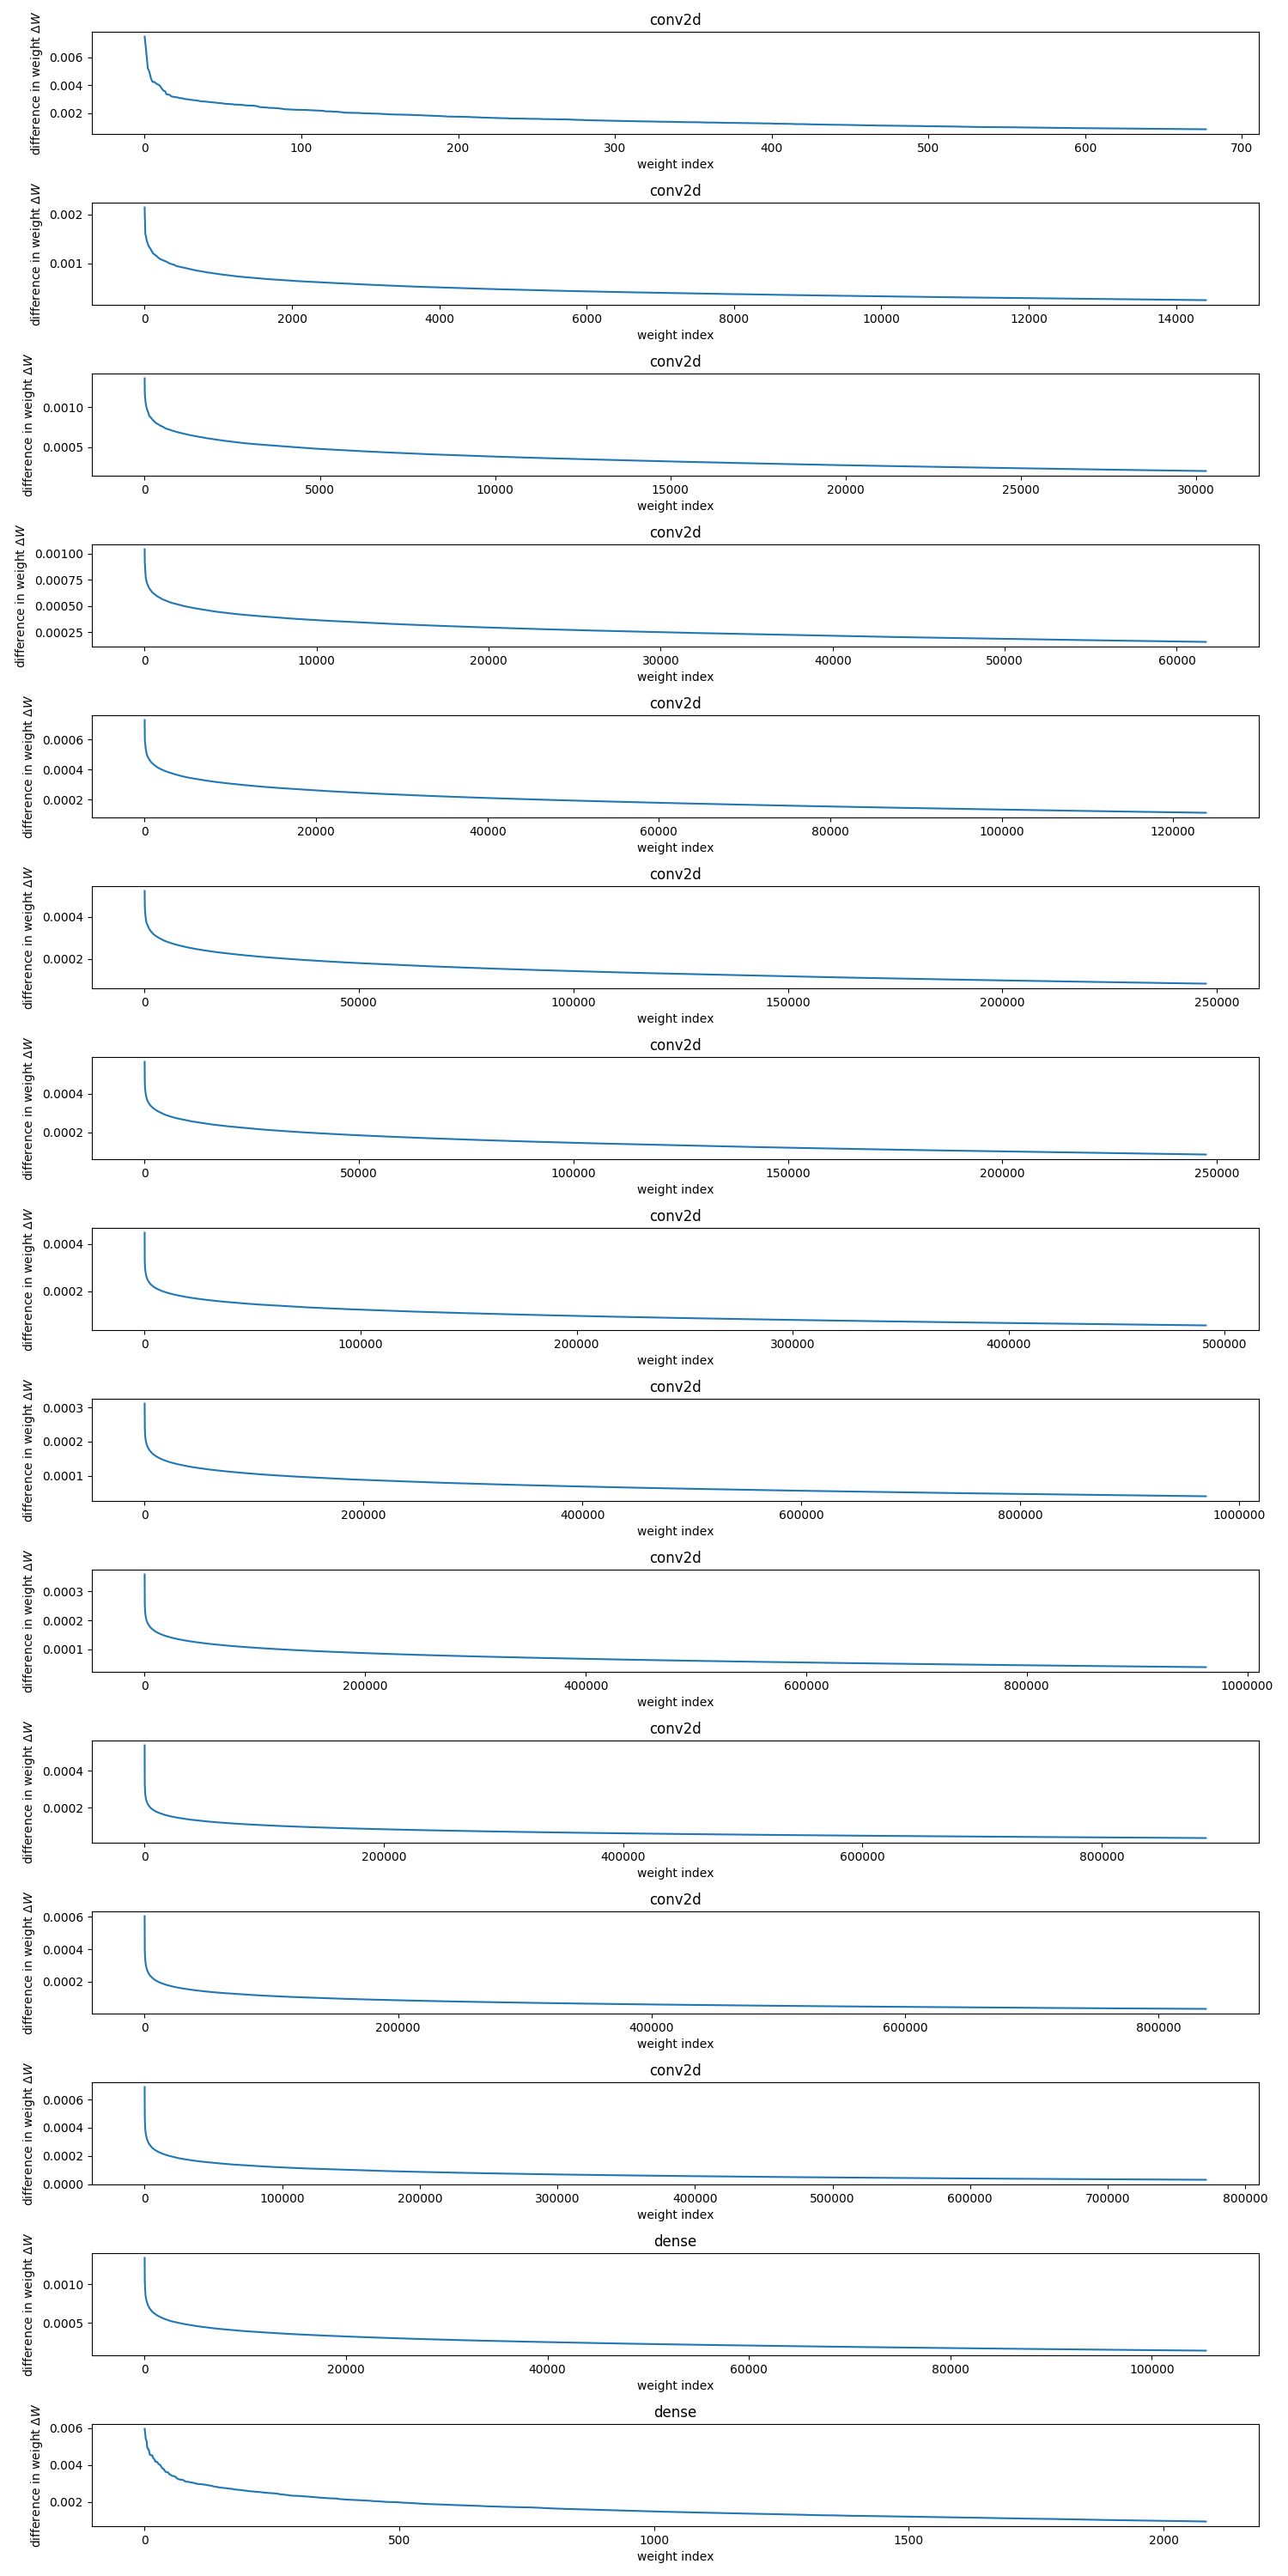 conv2d
difference in weight ΔW
0.006
0.004
0.002
0 100 200 300 400 500 600 700
weight index
conv2d
difference in weight ΔW
0.002
0.001
0 2000 4000 6000 8000 10000 12000 14000
weight index
conv2d
difference in weight ΔW
0.0010
0.0005
0 5000 10000 15000 20000 25000 30000
weight index
conv2d
difference in weight ΔW
0.00100
0.00075
0.00050
0.00025
0 10000 20000 30000 40000 50000 60000
weight index
conv2d
difference in weight ΔW
0.0006
0.0004
0.0002
0 20000 40000 60000 80000 100000 120000
weight index
conv2d
difference in weight ΔW
0.0004
0.0002
0 50000 100000 150000 200000 250000
weight index
conv2d
difference in weight ΔW
0.0004
0.0002
0 50000 100000 150000 200000 250000
weight index
conv2d
difference in weight ΔW
0.0004
0.0002
0 100000 200000 300000 400000 500000
weight index
conv2d
difference in weight ΔW
0.0003
0.0002
0.0001
0 200000 400000 600000 800000 1000000
weight index
conv2d
difference in weight ΔW
0.0003
0.0002
0.0001
0 200000 400000 600000 800000 1000000
weight index
conv2d
difference in weight ΔW
0.0004
0.0002
0 200000 400000 600000 800000
weight index
conv2d
difference in weight ΔW
0.0006
0.0004
0.0002
0 200000 400000 600000 800000
weight index
conv2d
difference in weight ΔW
0.0006
0.0004
0.0002
0.0000
0 100000 200000 300000 400000 500000 600000 700000 800000
weight index
dense
difference in weight ΔW
0.0010
0.0005
0 20000 40000 60000 80000 100000
weight index
dense
difference in weight ΔW
0.006
0.004
0.002
0 500 1000 1500 2000
weight index